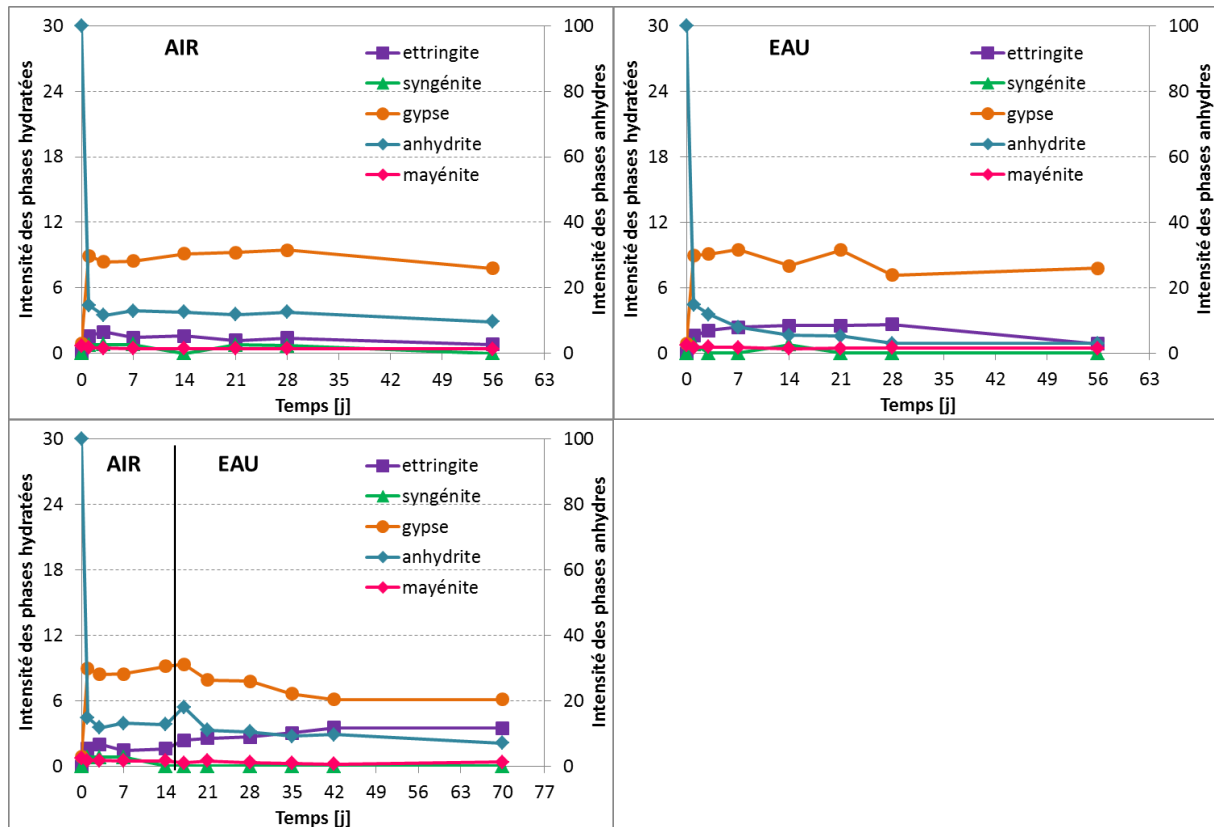 AIR
Intensité des phases hydratées
30
24
18
12
6
0
ettringite
syngénite
gypse
anhydrite
mayénite
100
80
60
40
20
0
Intensité des phases anhydres
0 7 14 21 28 35 42 49 56 63
Temps [j]
EAU
Intensité des phases hydratées
30
24
18
12
6
0
ettringite
syngénite
gypse
anhydrite
mayénite
100
80
60
40
20
0
Intensité des phases anhydres
0 7 14 21 28 35 42 49 56 63
Temps [j]
AIR EAU
Intensité des phases hydratées
30
24
18
12
6
0
ettringite
syngénite
gypse
anhydrite
mayénite
100
80
60
40
20
0
Intensité des phases anhydres
0 7 14 21 28 35 42 49 56 63 70 77
Temps [j]